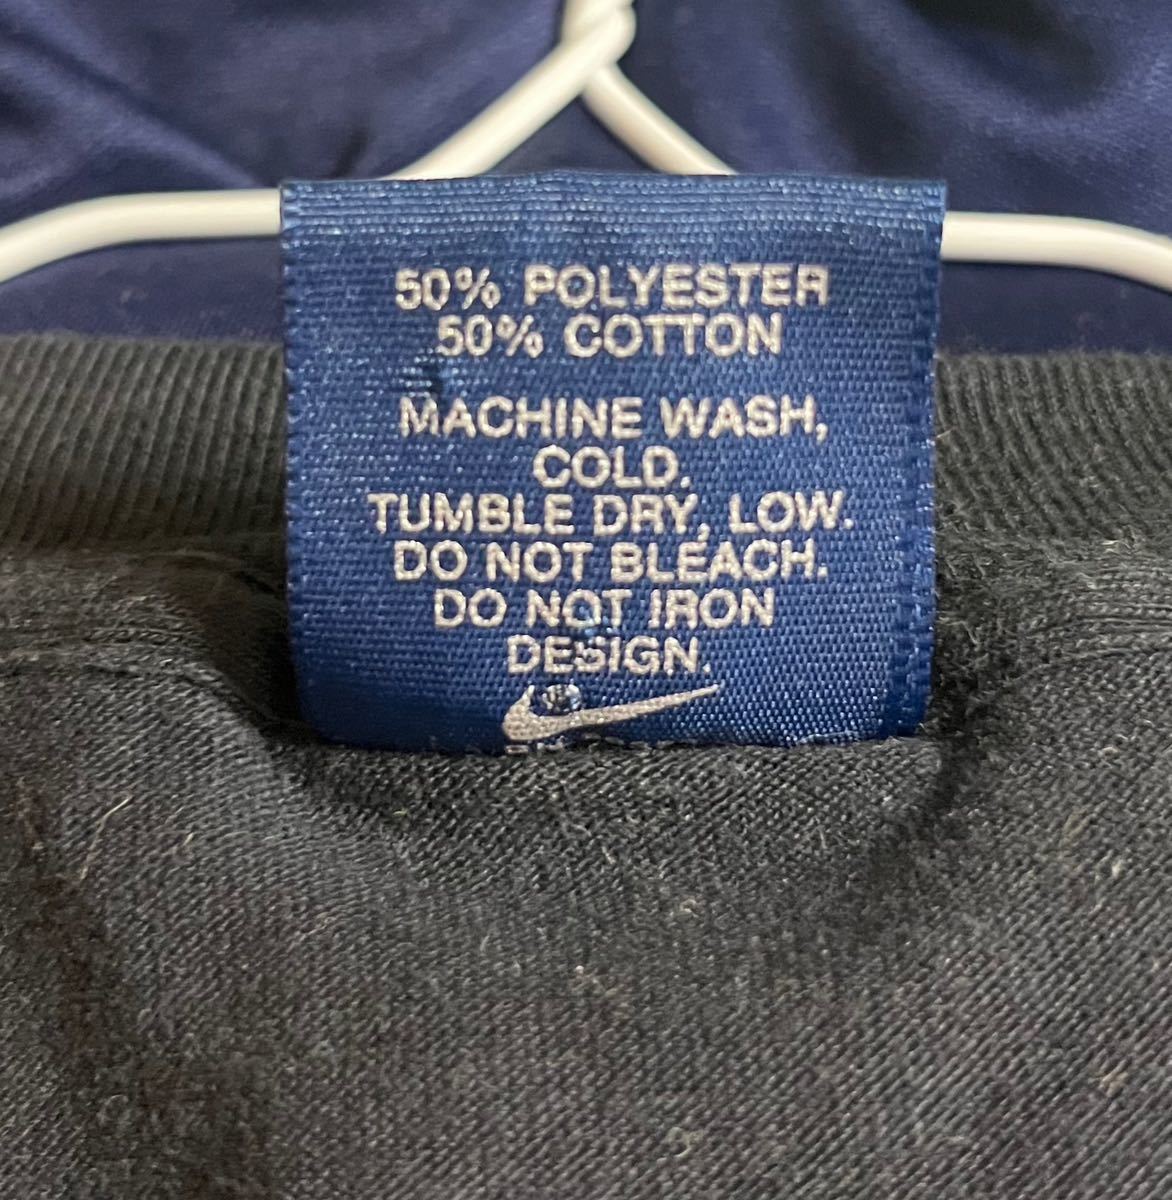 50% POLYESTER
50% COTTON
MACHINE WASH,
COLD.
TUMBLE DRY, LOW.
DO NOT BLEACH.
DO NOT IRON
DESIGN.